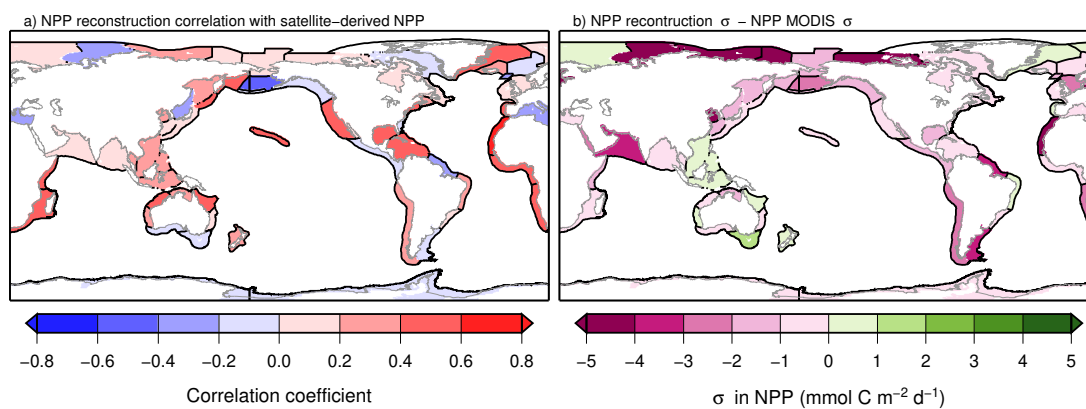 a) NPP reconstruction correlation with satellite−derived NPP
b) NPP recontruction σ − NPP MODIS σ
−0.8 −0.6 −0.4 −0.2 0.0 0.2 0.4 0.6 0.8
−5 −4 −3 −2 −1 0 1 2 3 4 5
Correlation coefficient
σ in NPP (mmol C m⁻² d⁻¹)